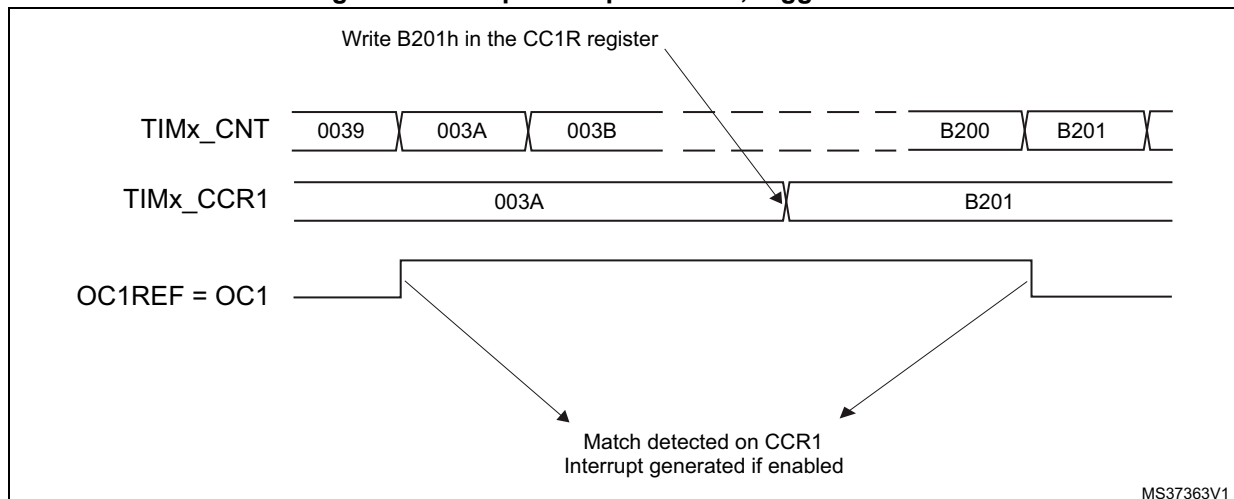 Write B201h in the CC1R register
TIMx_CNT 0039 003A 003B B200 B201
TIMx_CCR1 003A B201
OC1REF = OC1
Match detected on CCR1
Interrupt generated if enabled
MS37363V1